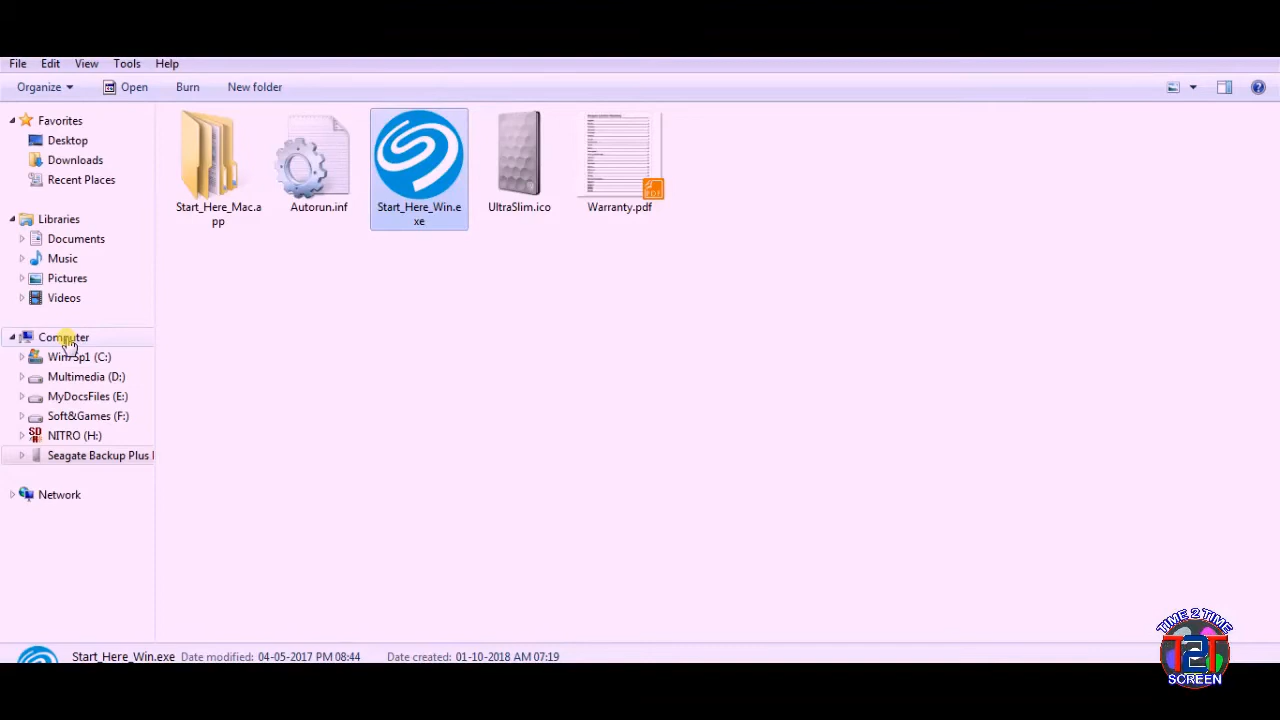 File Edit View Tools Help
Organize Open Burn New folder
Favorites
Desktop
Downloads
Recent Places
Libraries
Documents
Music
Pictures
Videos
Computer
Win7Sp1 (C:)
Multimedia (D:)
MyDocsFiles (E:)
Soft&Games (F:)
NITRO (H:)
Seagate Backup Plus
Network
Start_Here_Mac.a
pp
Autorun.inf
Start_Here_Win.e
xe
UltraSlim.ico
PDF
Warranty.pdf
Start_Here_Win.exe Date modified: 04-05-2017 PM 08:44 Date created: 01-10-2018 AM 07:19
TIME 2 TIME
T2T
SCREEN